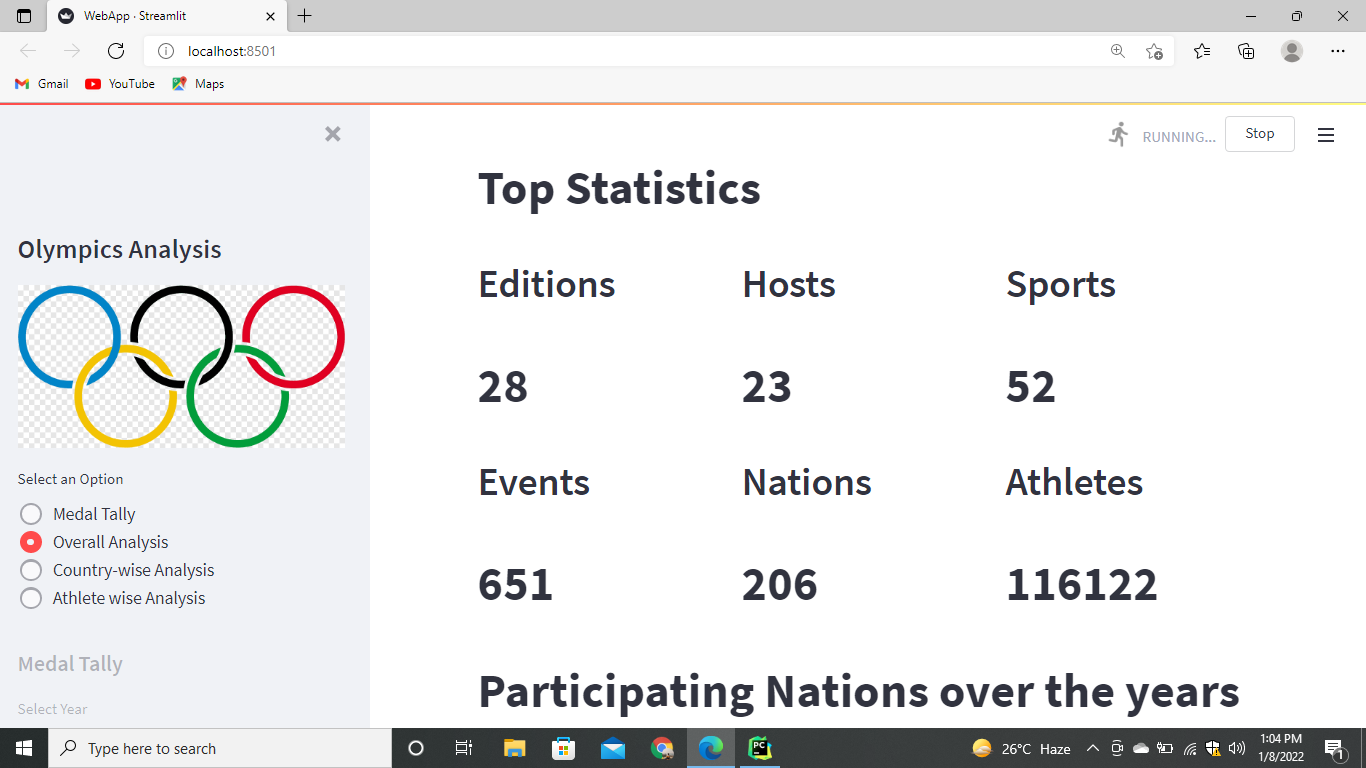 WebApp · Streamlit
localhost:8501
Gmail YouTube Maps
RUNNING... Stop
Top Statistics
Olympics Analysis
Editions Hosts Sports
28 23 52
Select an Option
Medal Tally
Overall Analysis
Country-wise Analysis
Athlete wise Analysis
Events Nations Athletes
651 206 116122
Medal Tally
Select Year
Participating Nations over the years
Type here to search
PC
26°C Haze
1:04 PM
1/8/2022
1